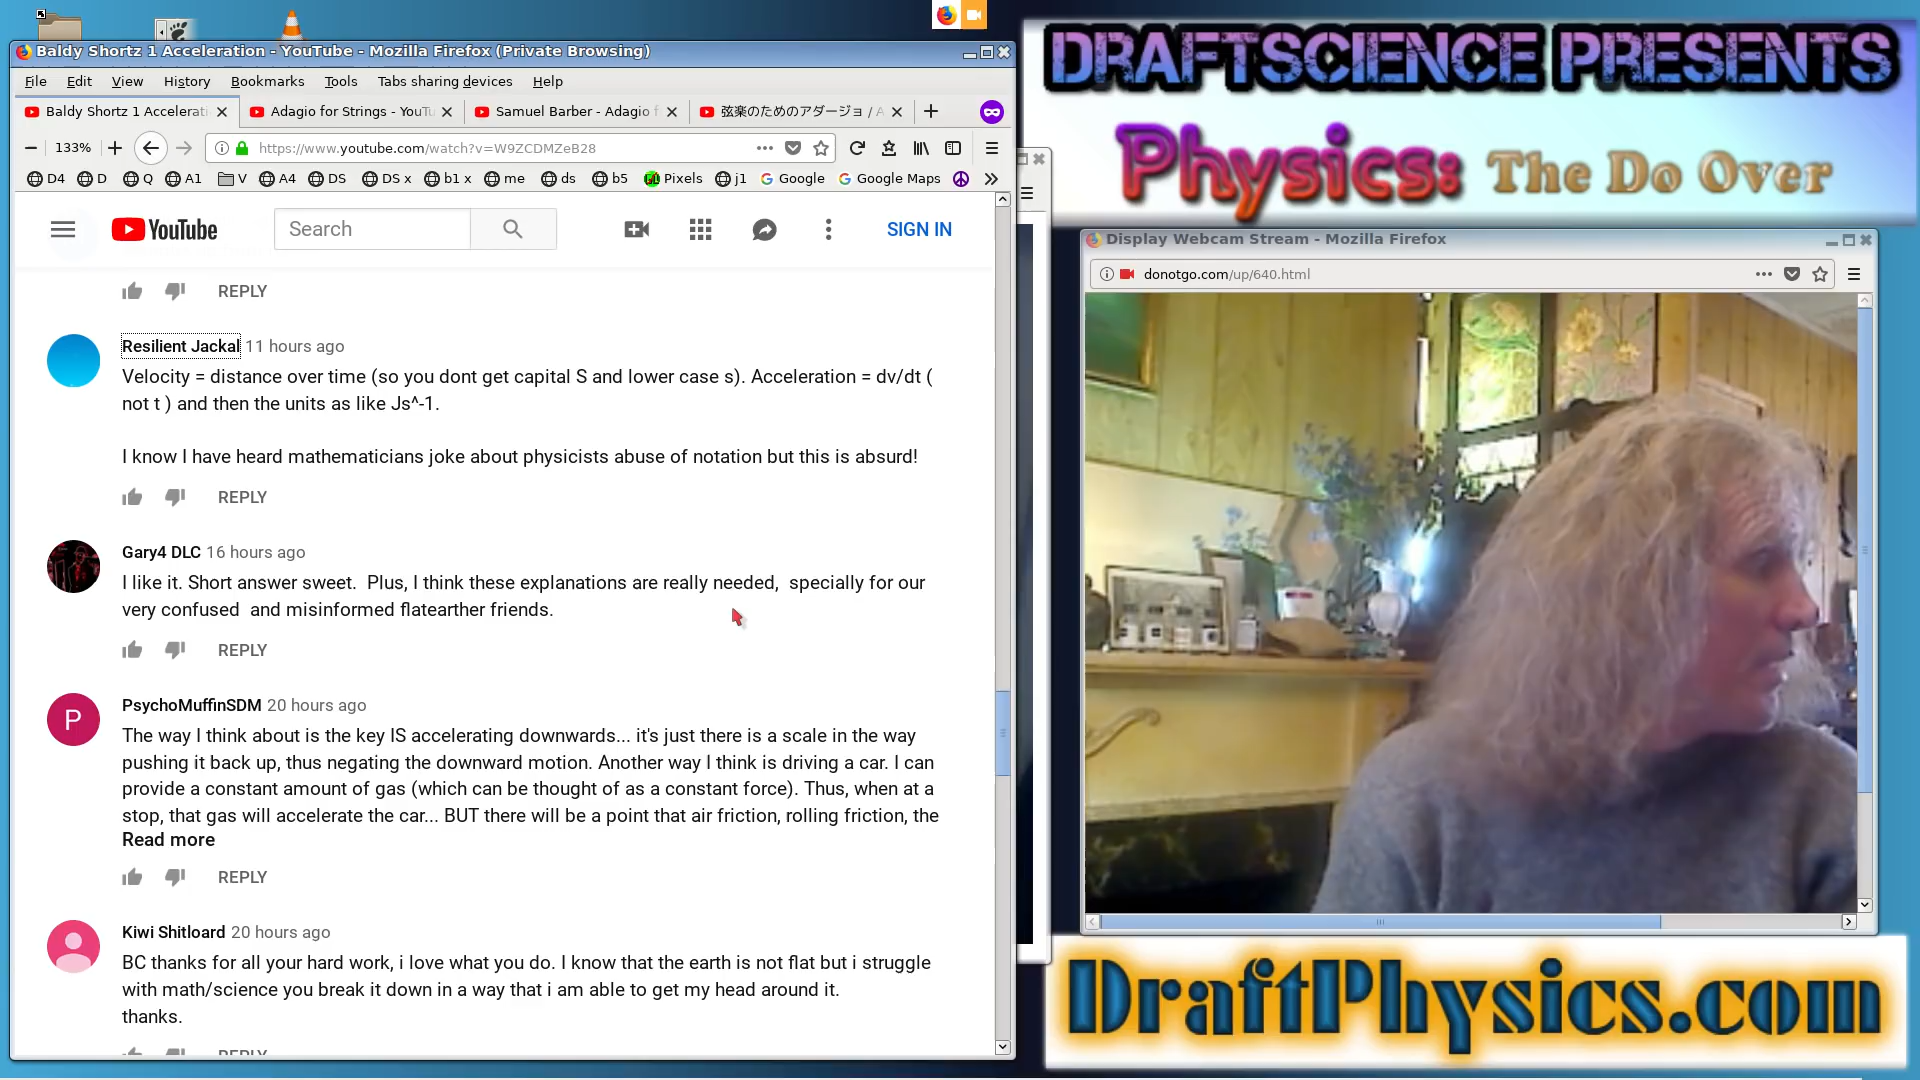 Baldy Shortz 1 Acceleration - YouTube - Mozilla Firefox (Private Browsing)
File Edit View History Bookmarks Tools Tabs sharing devices Help
Baldy Shortz 1 Accelerati
Adagio for Strings - YouTu
Samuel Barber - Adagio f
弦楽のためのアダージョ / A
133%
https://www.youtube.com/watch?v=W9ZCDMZeB28
D4 D Q A1 V A4 DS DS x b1 x me ds b5 Pixels j1 Google Google Maps
YouTube
Search
SIGN IN
REPLY
Resilient Jackal 11 hours ago
Velocity = distance over time (so you dont get capital S and lower case s). Acceleration = dv/dt (
not t ) and then the units as like Js^-1.
I know I have heard mathematicians joke about physicists abuse of notation but this is absurd!
REPLY
Gary4 DLC 16 hours ago
I like it. Short answer sweet.  Plus, I think these explanations are really needed,  specially for our
very confused  and misinformed flatearther friends.
REPLY
P
PsychoMuffinSDM 20 hours ago
The way I think about is the key IS accelerating downwards... it's just there is a scale in the way
pushing it back up, thus negating the downward motion. Another way I think is driving a car. I can
provide a constant amount of gas (which can be thought of as a constant force). Thus, when at a
stop, that gas will accelerate the car... BUT there will be a point that air friction, rolling friction, the
Read more
REPLY
Kiwi Shitloard 20 hours ago
BC thanks for all your hard work, i love what you do. I know that the earth is not flat but i struggle
with math/science you break it down in a way that i am able to get my head around it.
thanks.
REPLY
DRAFTSCIENCE PRESENTS
Physics: The Do Over
Display Webcam Stream - Mozilla Firefox
donotgo.com/up/640.html
DraftPhysics.com